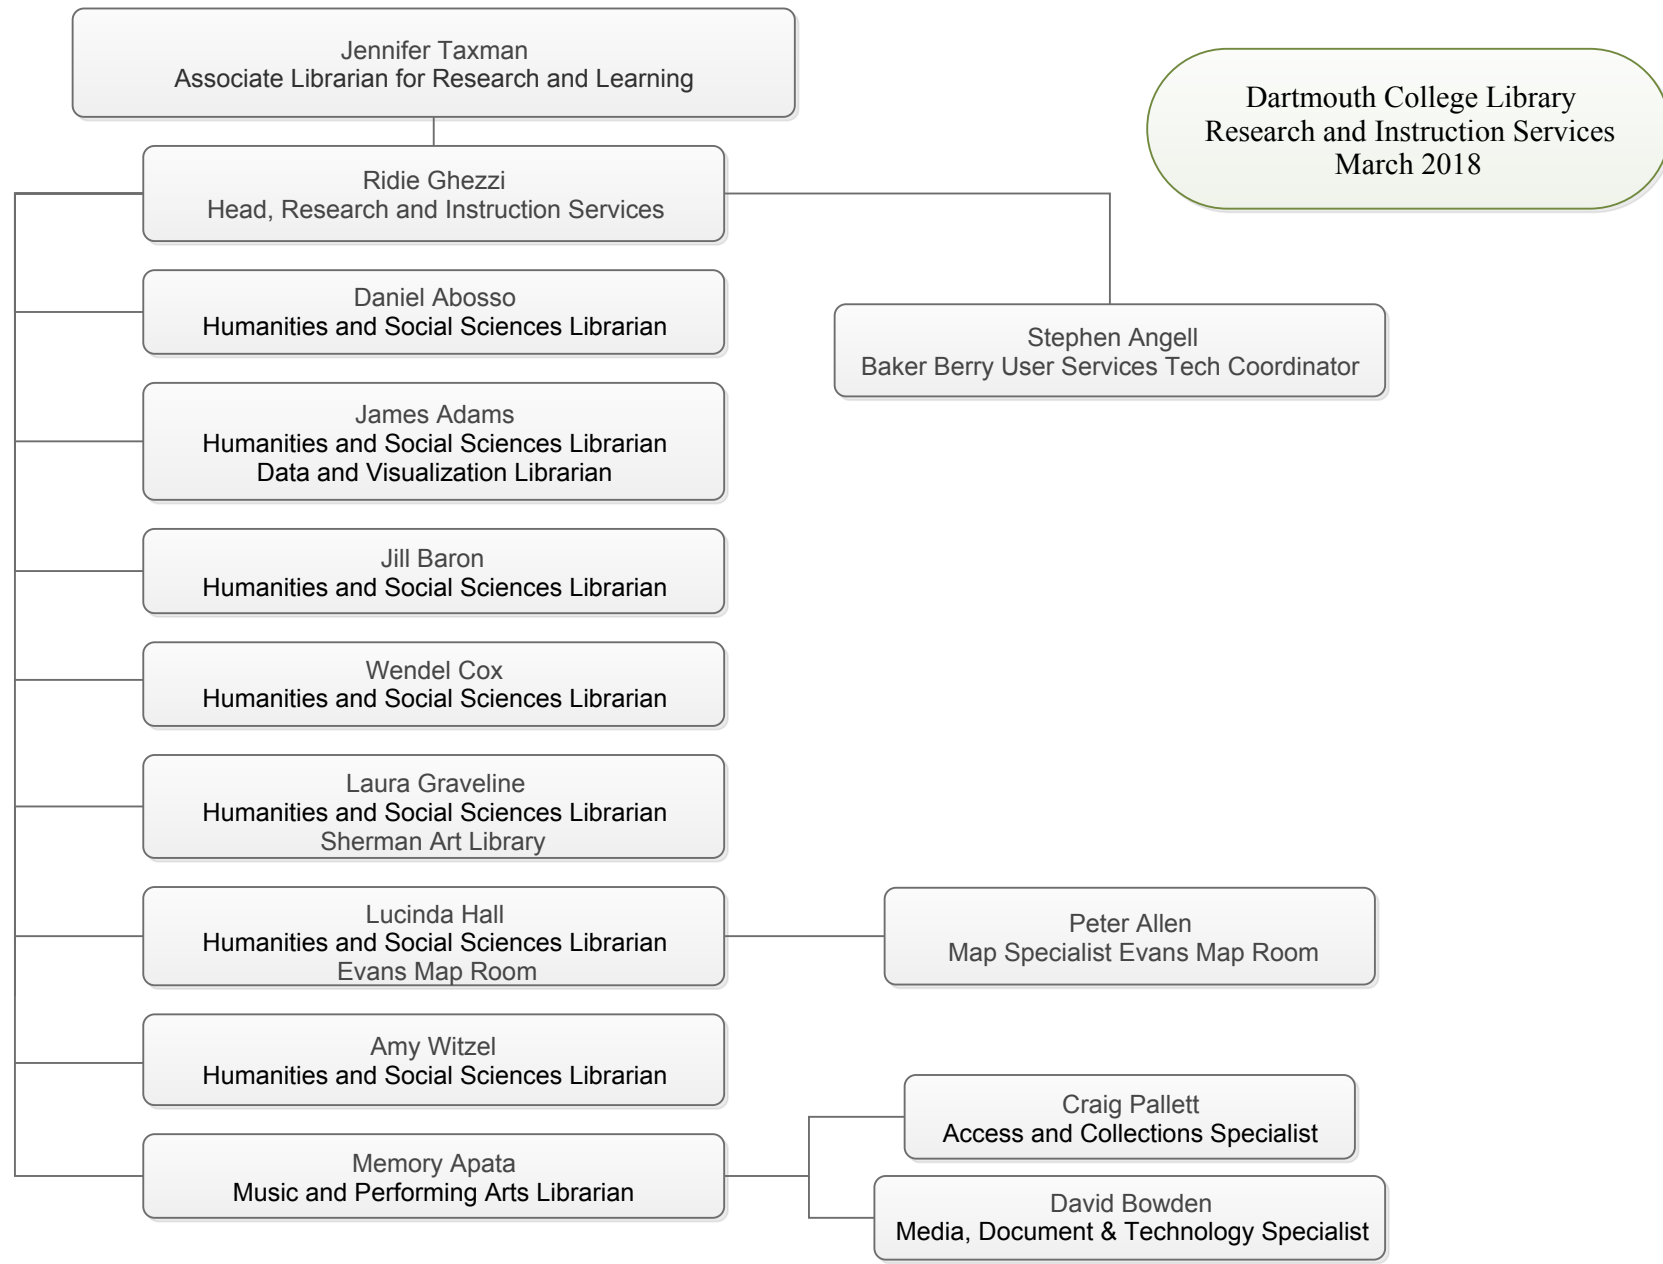 Jennifer Taxman
Associate Librarian for Research and Learning
Dartmouth College Library
Research and Instruction Services
March 2018
Ridie Ghezzi
Head, Research and Instruction Services
Daniel Abosso
Humanities and Social Sciences Librarian
Stephen Angell
Baker Berry User Services Tech Coordinator
James Adams
Humanities and Social Sciences Librarian
Data and Visualization Librarian
Jill Baron
Humanities and Social Sciences Librarian
Wendel Cox
Humanities and Social Sciences Librarian
Laura Graveline
Humanities and Social Sciences Librarian
Sherman Art Library
Lucinda Hall
Humanities and Social Sciences Librarian
Evans Map Room
Peter Allen
Map Specialist Evans Map Room
Amy Witzel
Humanities and Social Sciences Librarian
Craig Pallett
Access and Collections Specialist
Memory Apata
Music and Performing Arts Librarian
David Bowden
Media, Document & Technology Specialist